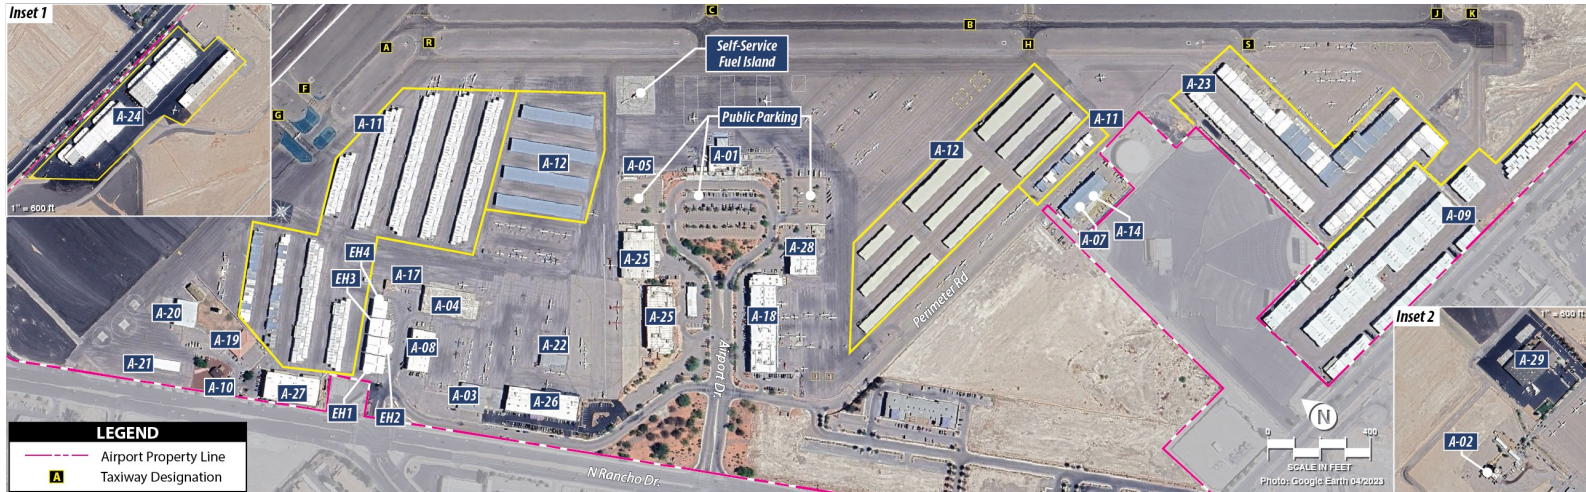 Inset 1
A-24
1" = 600 ft
C
J
K
B
A
R
H
S
Self-Service
Fuel Island
F
G
A-23
A-11
Public Parking
A-11
A-12
A-01
A-12
A-05
A-09
A-14
A-07
EH4
A-28
A-25
EH3
A-17
A-04
Perimeter Rd
A-20
A-25
A-18
Inset 2
1" = 600 ft
A-19
A-08
A-22
Airport Dr.
A-29
A-21
A-10
A-27
A-03
A-26
EH1
EH2
N
0
400
SCALE IN FEET
Photo: Google Earth 04/2023
A-02
LEGEND
Airport Property Line
A
Taxiway Designation
N Rancho Dr.